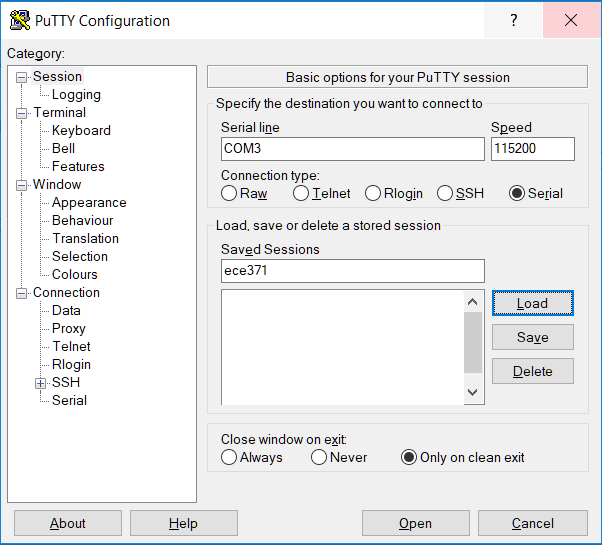 PuTTY Configuration ? ×
Category:
Session
Logging
Terminal
Keyboard
Bell
Features
Window
Appearance
Behaviour
Translation
Selection
Colours
Connection
Data
Proxy
Telnet
Rlogin
SSH
Serial
Basic options for your PuTTY session
Specify the destination you want to connect to
Serial line Speed
COM3 115200
Connection type:
Raw Telnet Rlogin SSH Serial
Load, save or delete a stored session
Saved Sessions
ece371
Load
Save
Delete
Close window on exit:
Always Never Only on clean exit
About Help Open Cancel